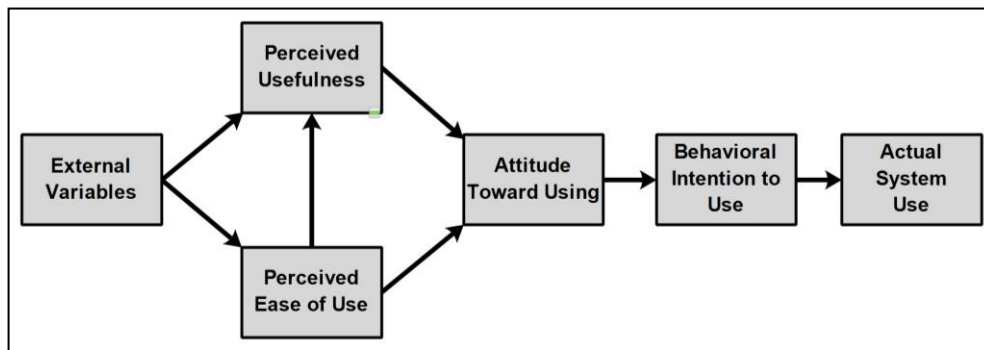 Perceived
Usefulness
External
Variables
Perceived
Ease of Use
Attitude
Toward Using
Behavioral
Intention to
Use
Actual
System
Use